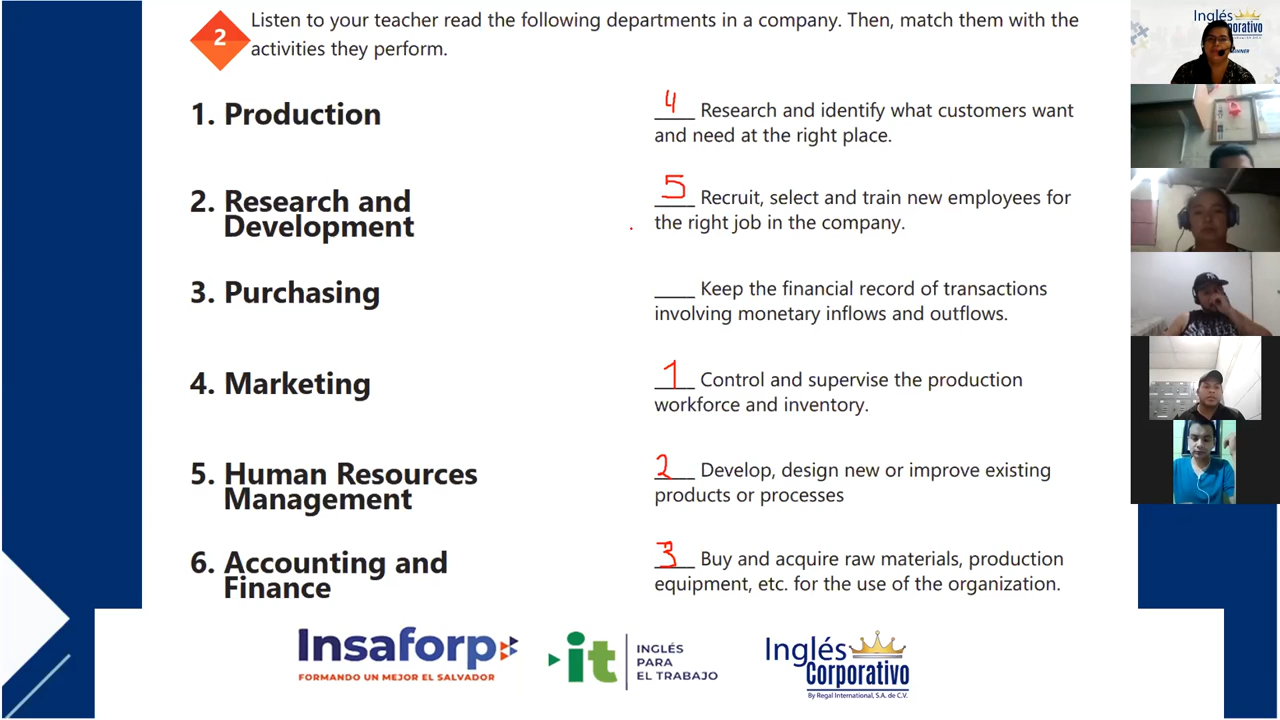 2
Listen to your teacher read the following departments in a company. Then, match them with the
activities they perform.
1. Production
4 Research and identify what customers want
and need at the right place.
2. Research and
Development
5 Recruit, select and train new employees for
the right job in the company.
3. Purchasing
____ Keep the financial record of transactions
involving monetary inflows and outflows.
4. Marketing
1 Control and supervise the production
workforce and inventory.
5. Human Resources
Management
2 Develop, design new or improve existing
products or processes
6. Accounting and
Finance
3 Buy and acquire raw materials, production
equipment, etc. for the use of the organization.
Insaforp
FORMANDO UN MEJOR EL SALVADOR
it
INGLÉS
PARA
EL TRABAJO
Inglés
Corporativo
By Regal International, S.A. de C.V.
Inglés
Corporativo